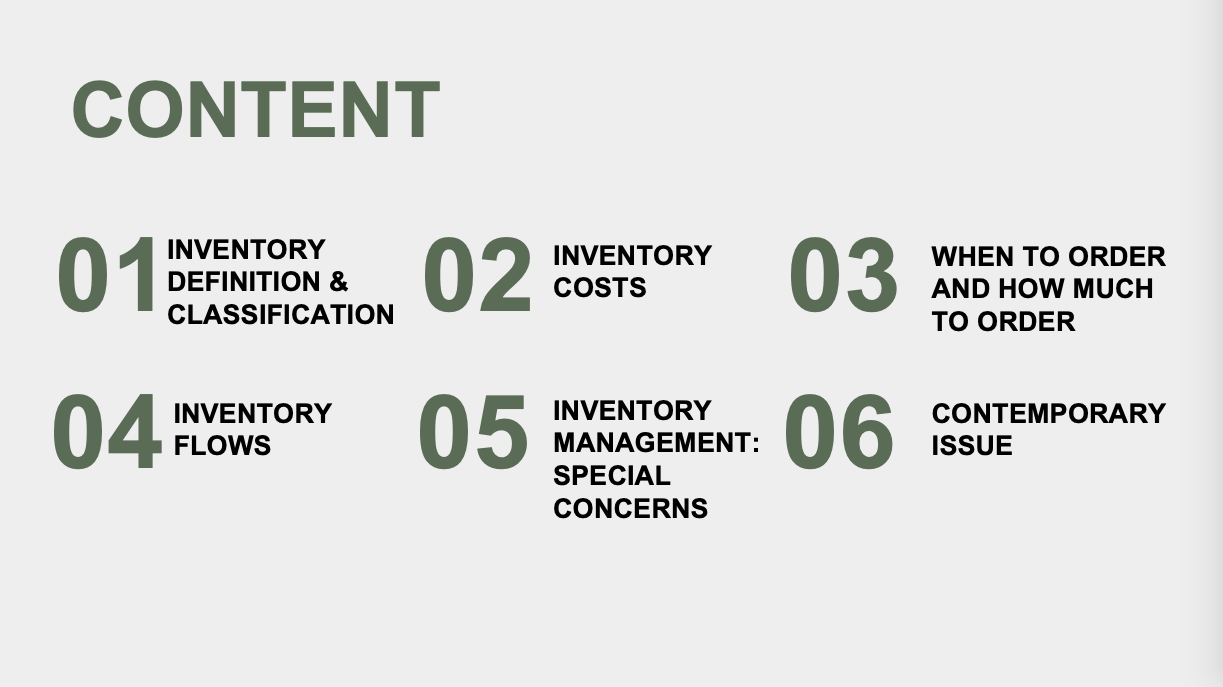 CONTENT
01
INVENTORY
DEFINITION &
CLASSIFICATION
02
INVENTORY
COSTS
03
WHEN TO ORDER
AND HOW MUCH
TO ORDER
04
INVENTORY
FLOWS
05
INVENTORY
MANAGEMENT:
SPECIAL
CONCERNS
06
CONTEMPORARY
ISSUE